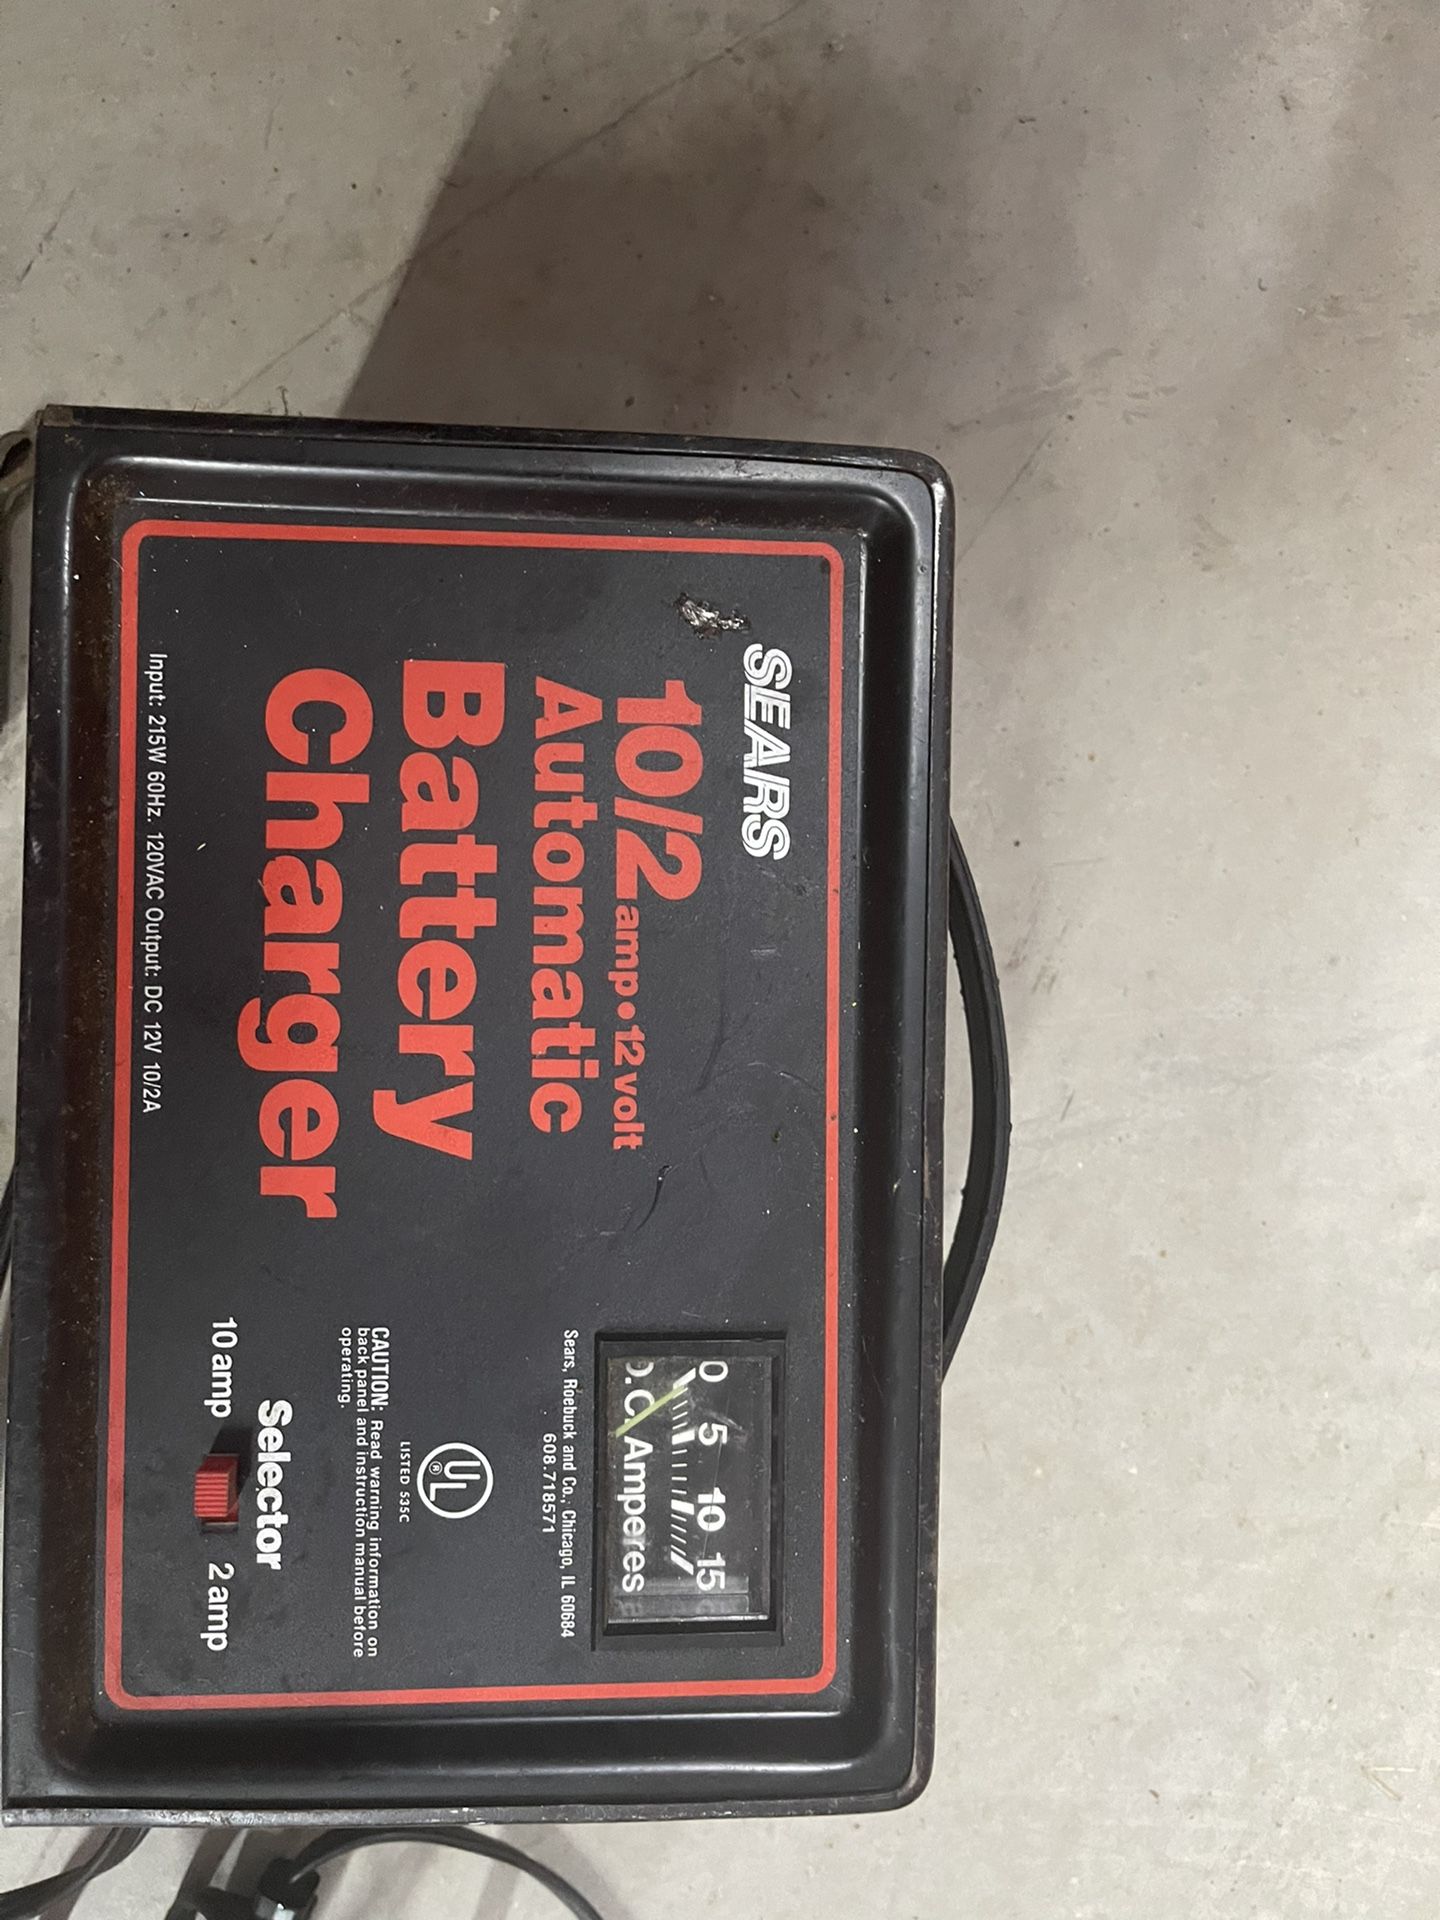 SEARS
10/2 amp • 12 volt
Automatic
Battery
Charger
Input: 215W 60Hz. 120VAC Output: DC 12V 10/2A
0 5 10 15
D.C. Amperes
Sears, Roebuck and Co., Chicago, IL 60684
608.718571
UL
®
LISTED 535C
CAUTION: Read warning information on
back panel and instruction manual before
operating.
Selector
10 amp 2 amp